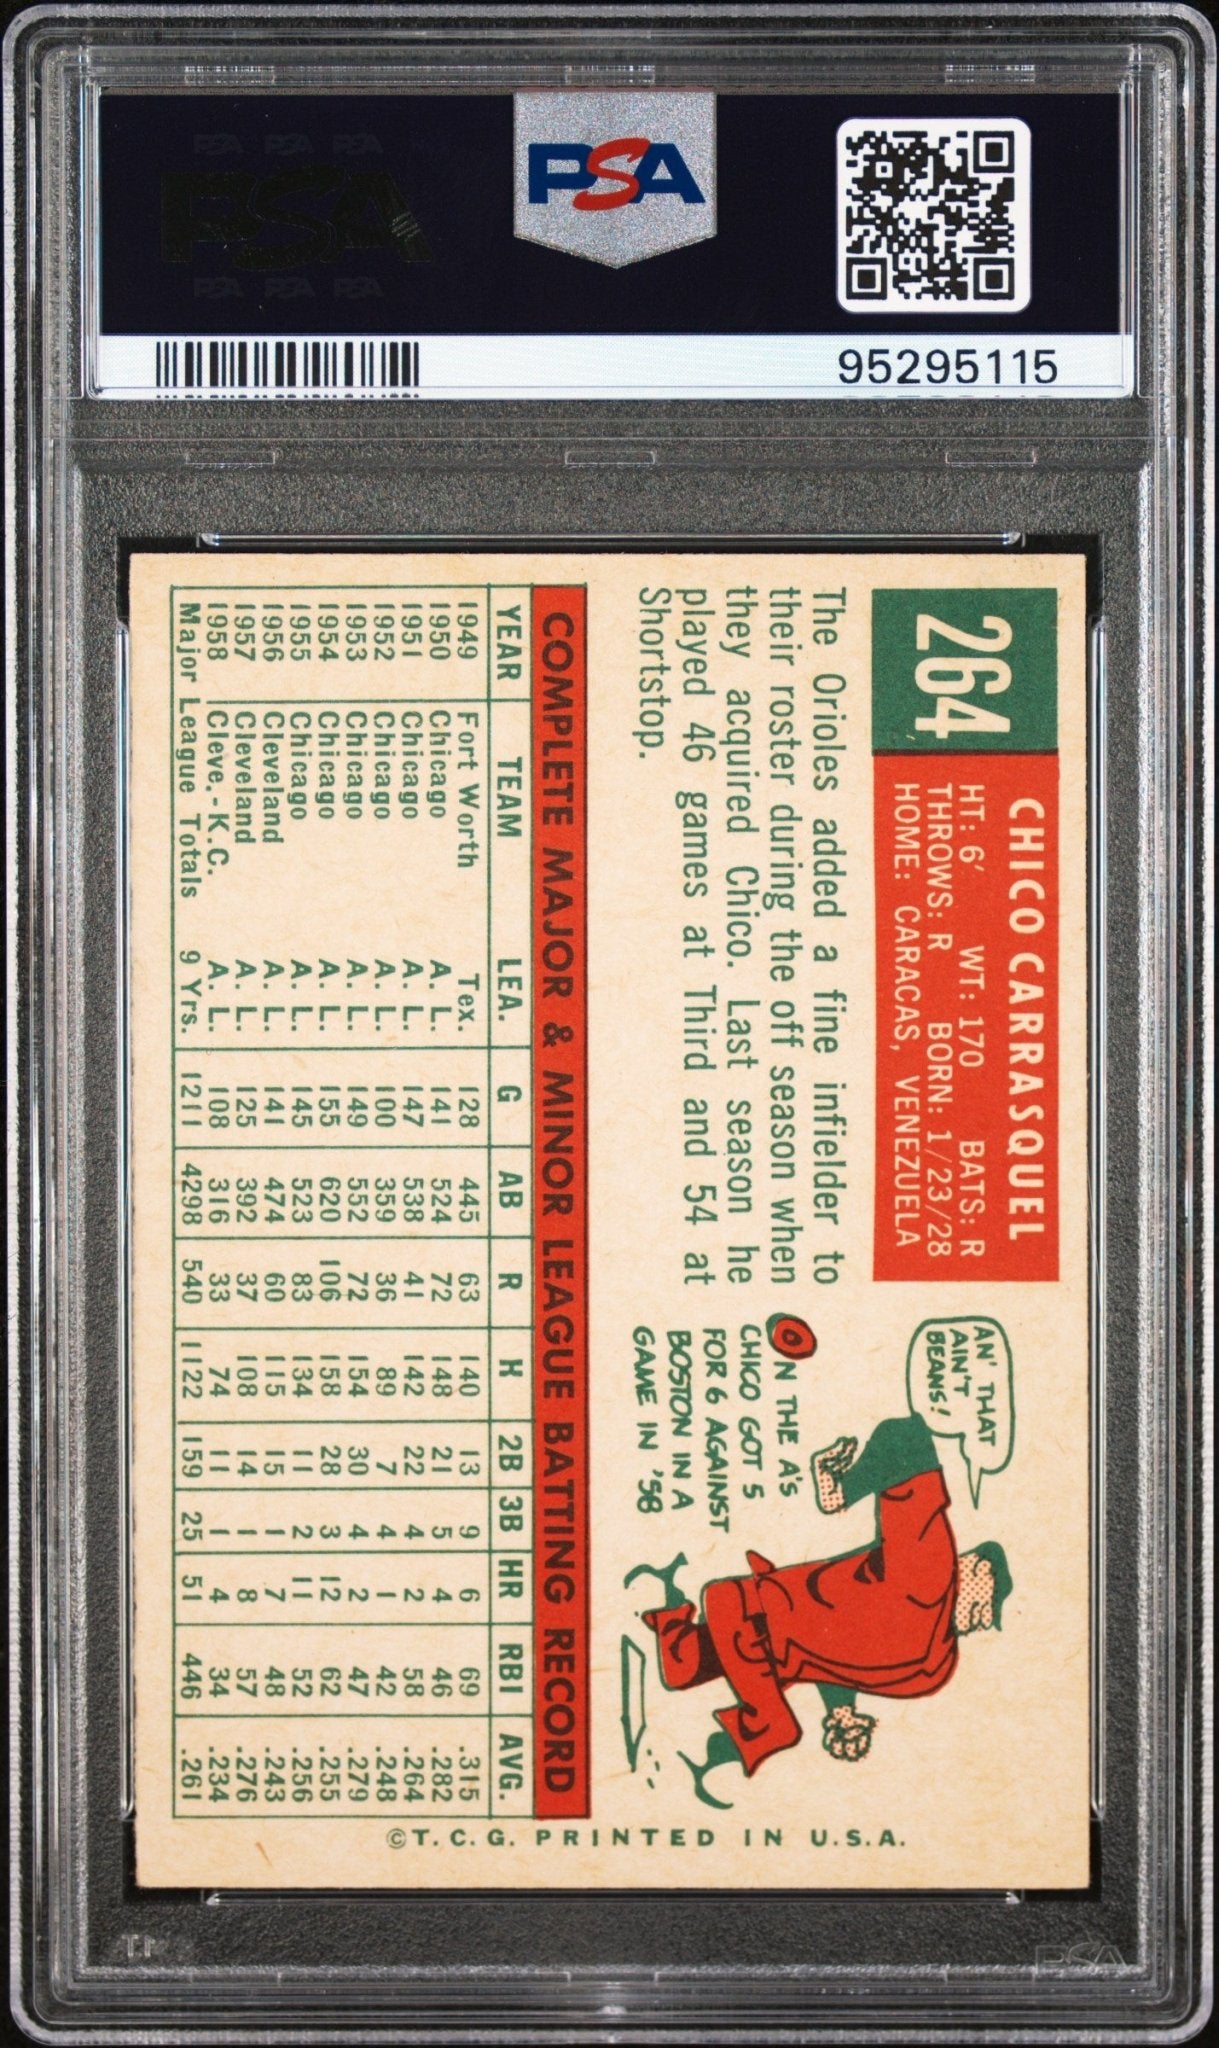 PSA
95295115
264
CHICO CARRASQUEL
HT: 6' WT: 170 BATS: R
THROWS: R BORN: 1/23/28
HOME: CARACAS, VENEZUELA
The Orioles added a fine infielder to
their roster during the off season when
they acquired Chico. Last season he
played 46 games at Third and 54 at
Shortstop.
AN' THAT
AIN'T
BEANS!
ON THE A'S
CHICO GOT 5
FOR 6 AGAINST
BOSTON IN A
GAME IN '58
COMPLETE MAJOR & MINOR LEAGUE BATTING RECORD
YEAR TEAM LEA. G AB R H 2B 3B HR RBI AVG.
1949 Fort Worth Tex. 128 445 63 140 13 9 6 69 .315
1950 Chicago A. L. 141 524 72 148 21 5 4 46 .282
1951 Chicago A. L. 147 538 41 142 22 4 2 58 .264
1952 Chicago A. L. 100 359 36 89 7 4 1 42 .248
1953 Chicago A. L. 149 552 72 154 30 4 2 47 .279
1954 Chicago A. L. 155 620 106 158 28 3 12 62 .255
1955 Chicago A. L. 145 523 83 134 11 2 11 52 .256
1956 Cleveland A. L. 141 474 60 115 15 1 7 48 .243
1957 Cleveland A. L. 125 392 37 108 14 1 8 57 .276
1958 Cleve.-K.C. A. L. 108 316 33 74 11 1 4 34 .234
Major League Totals 9 Yrs. 1211 4298 540 1122 159 25 51 446 .261
©T. C. G. PRINTED IN U.S.A.
PSA